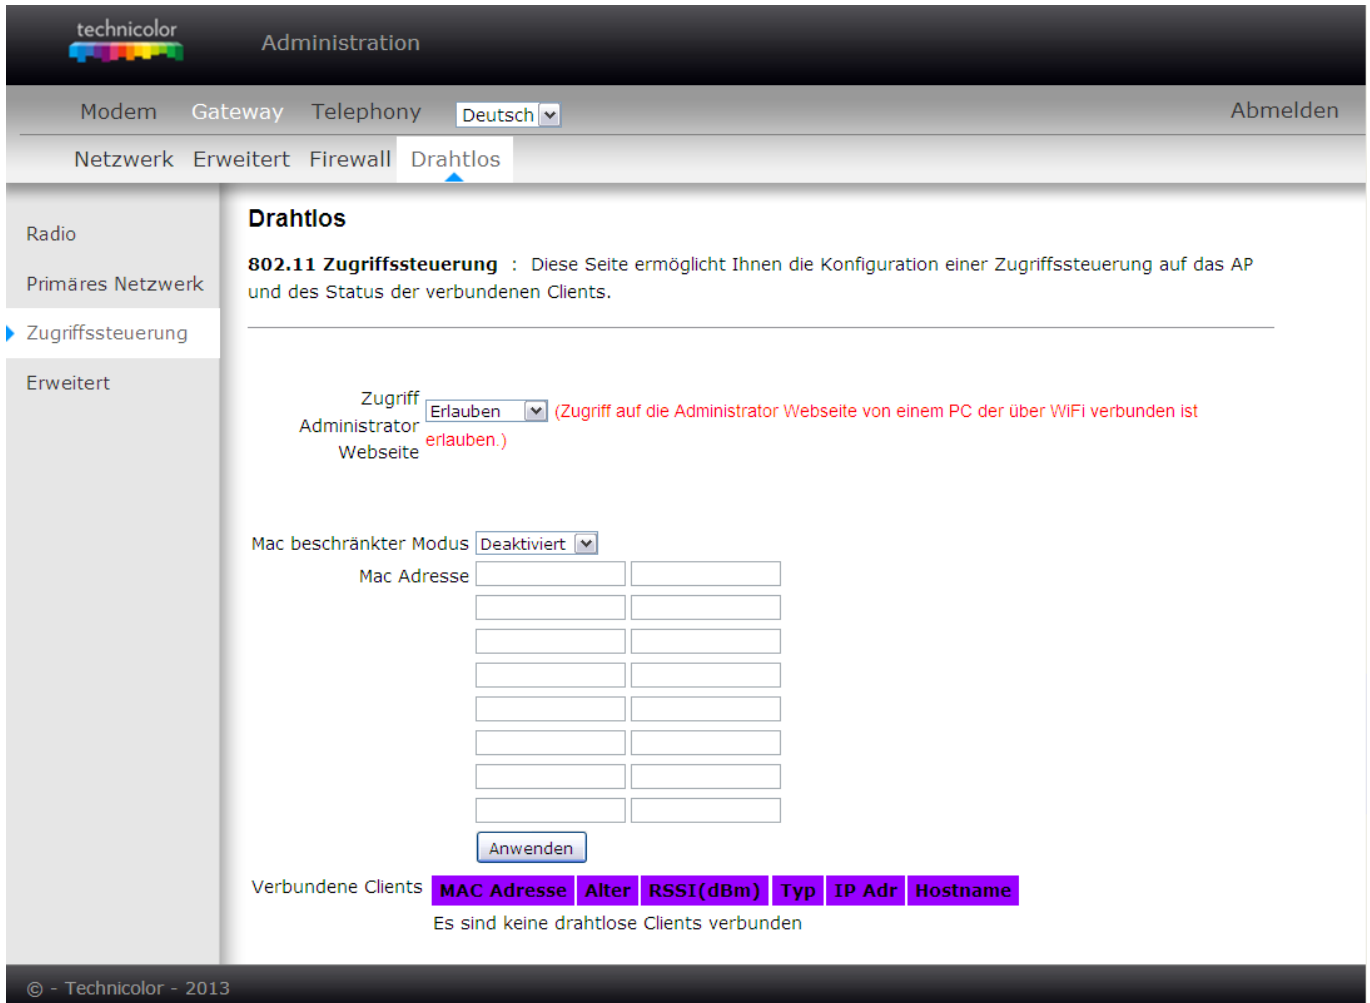 technicolor
Administration
Modem Gateway Telephony Deutsch Abmelden
Netzwerk Erweitert Firewall Drahtlos
Radio
Primäres Netzwerk
Zugriffssteuerung
Erweitert
Drahtlos
802.11 Zugriffssteuerung : Diese Seite ermöglicht Ihnen die Konfiguration einer Zugriffssteuerung auf das AP
und des Status der verbundenen Clients.
Zugriff
Administrator
Webseite
Erlauben (Zugriff auf die Administrator Webseite von einem PC der über WiFi verbunden ist
erlauben.)
Mac beschränkter Modus Deaktiviert
Mac Adresse
Anwenden
Verbundene Clients MAC Adresse Alter RSSI(dBm) Typ IP Adr Hostname
Es sind keine drahtlose Clients verbunden
© - Technicolor - 2013